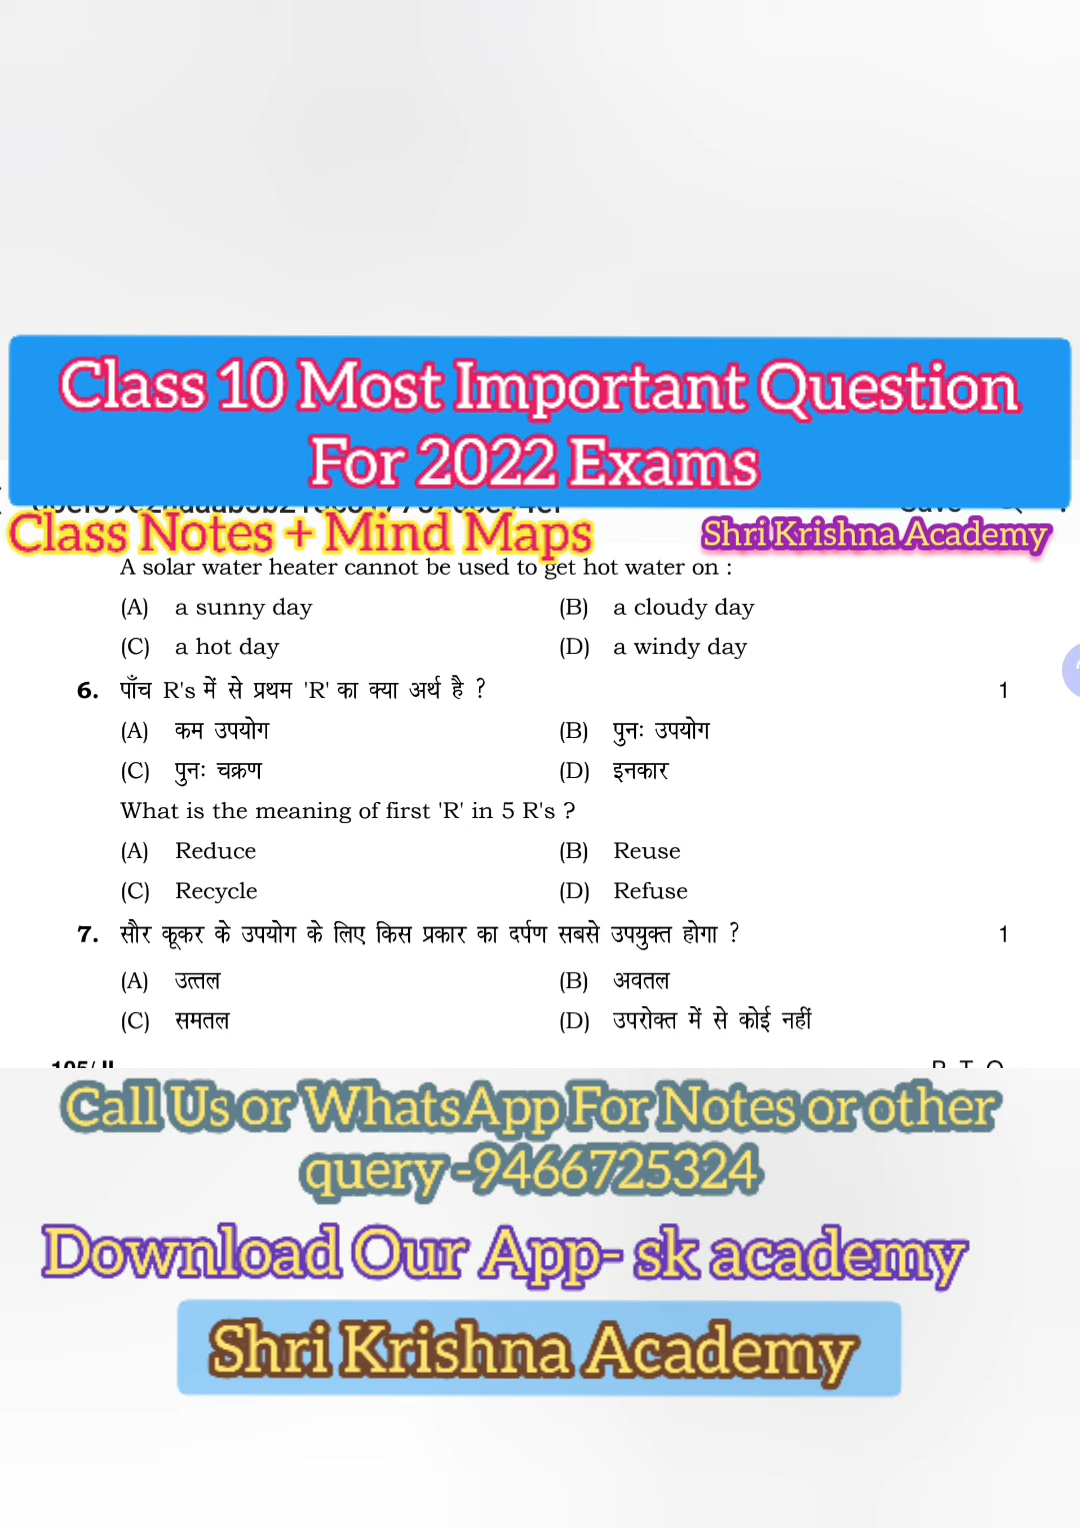 Class 10 Most Important Question
For 2022 Exams
Class Notes + Mind Maps Shri Krishna Academy
A solar water heater cannot be used to get hot water on :
(A) a sunny day (B) a cloudy day
(C) a hot day (D) a windy day
6. पाँच R's में से प्रथम 'R' का क्या अर्थ है ? 1
(A) कम उपयोग (B) पुनः उपयोग
(C) पुनः चक्रण (D) इनकार
What is the meaning of first 'R' in 5 R's ?
(A) Reduce (B) Reuse
(C) Recycle (D) Refuse
7. सौर कूकर के उपयोग के लिए किस प्रकार का दर्पण सबसे उपयुक्त होगा ? 1
(A) उत्तल (B) अवतल
(C) समतल (D) उपरोक्त में से कोई नहीं
Call Us or WhatsApp For Notes or other
query -9466725324
Download Our App- sk academy
Shri Krishna Academy